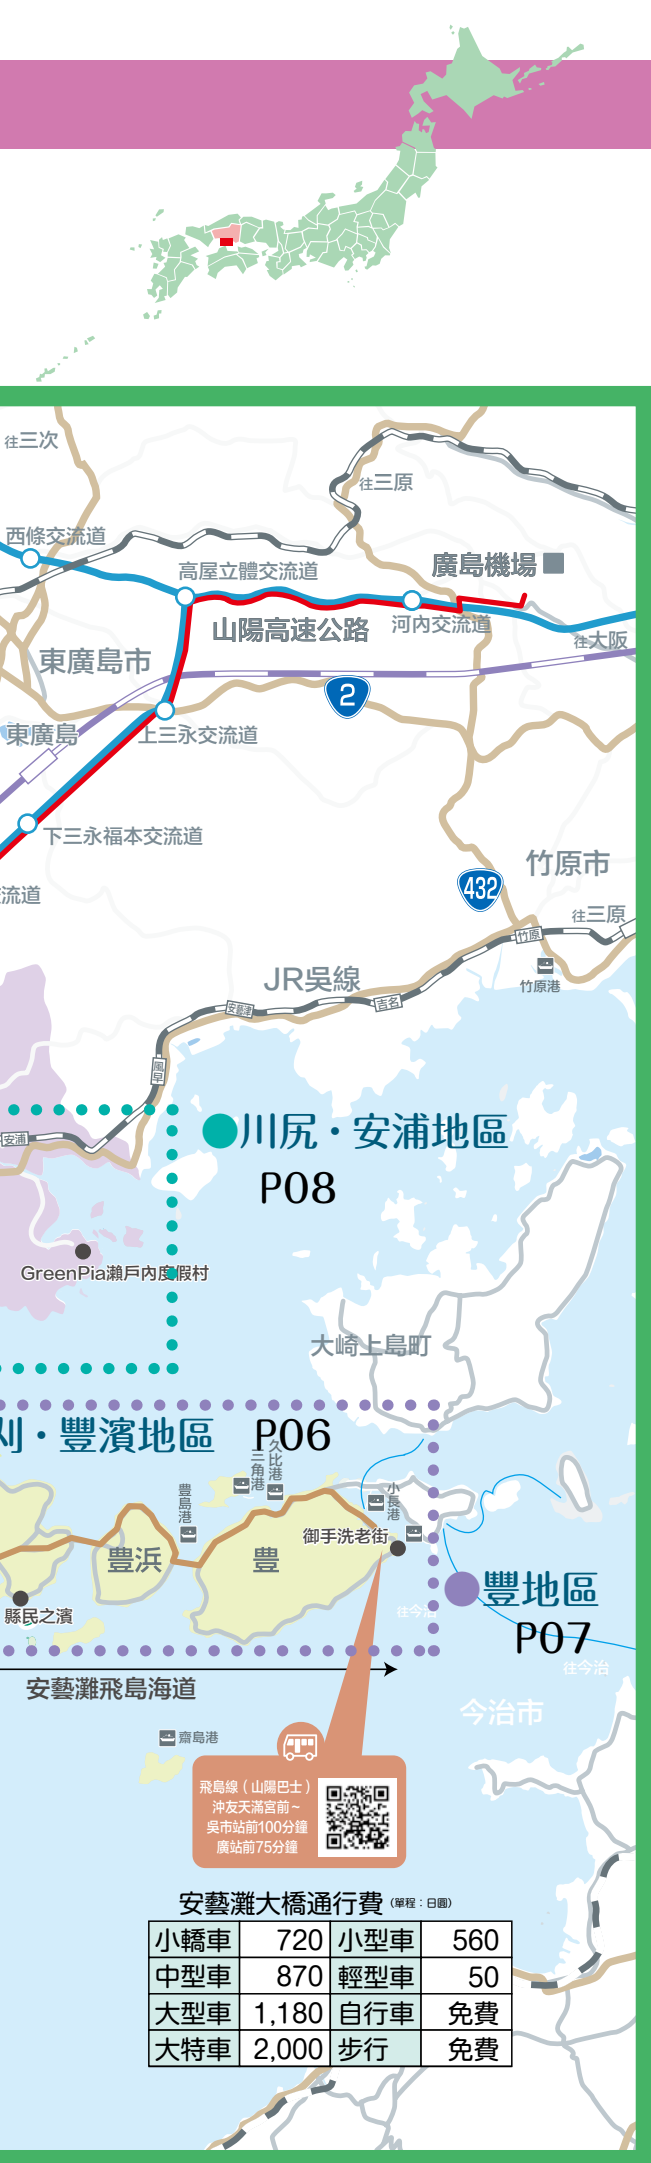 往三次
往三原
西條交流道
廣島機場
高屋立體交流道
山陽高速公路
河內交流道
往大阪
東廣島市
2
東廣島
上三永交流道
下三永福本交流道
竹原市
432
流道
往三原
竹原
JR吳線
竹原港
安藝津
吉名
風早
川尻・安浦地區
安浦
P08
GreenPia瀨戶內度假村
大崎上島町
刈・豐濱地區
P06
久比港
三角港
豊島港
小長港
御手洗老街
豊浜
豊
豐地區
縣民之濱
往今治
P07
往今治
安藝灘飛島海道
今治市
齋島港
飛島線（山陽巴士）
沖友天滿宮前～
吳市站前100分鐘
廣站前75分鐘
安藝灘大橋通行費（單程：日圓）
小轎車 720 小型車 560
中型車 870 輕型車 50
大型車 1,180 自行車 免費
大特車 2,000 步行 免費